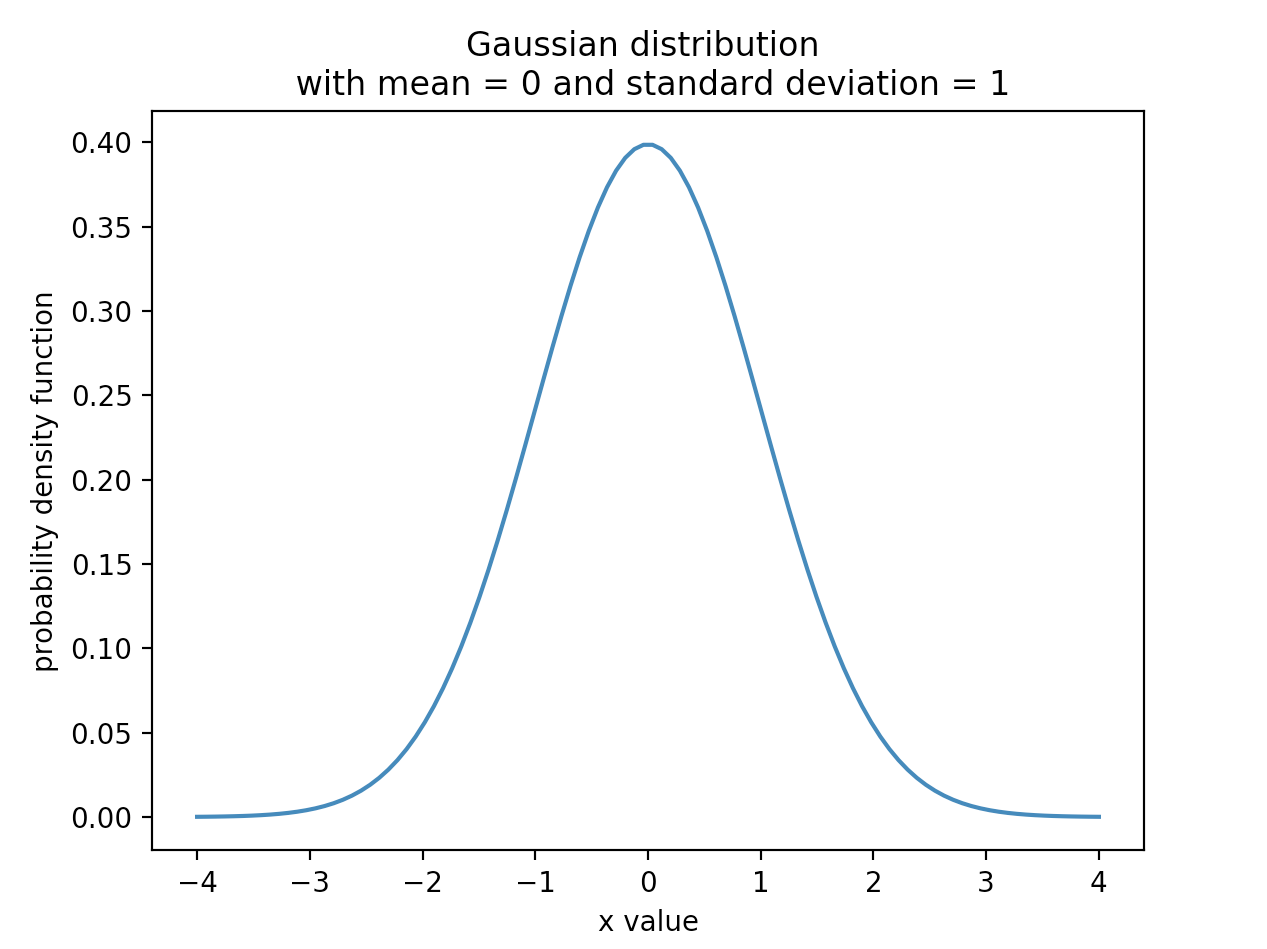 Gaussian distribution
with mean = 0 and standard deviation = 1
probability density function
0.40
0.35
0.30
0.25
0.20
0.15
0.10
0.05
0.00
−4 −3 −2 −1 0 1 2 3 4
x value